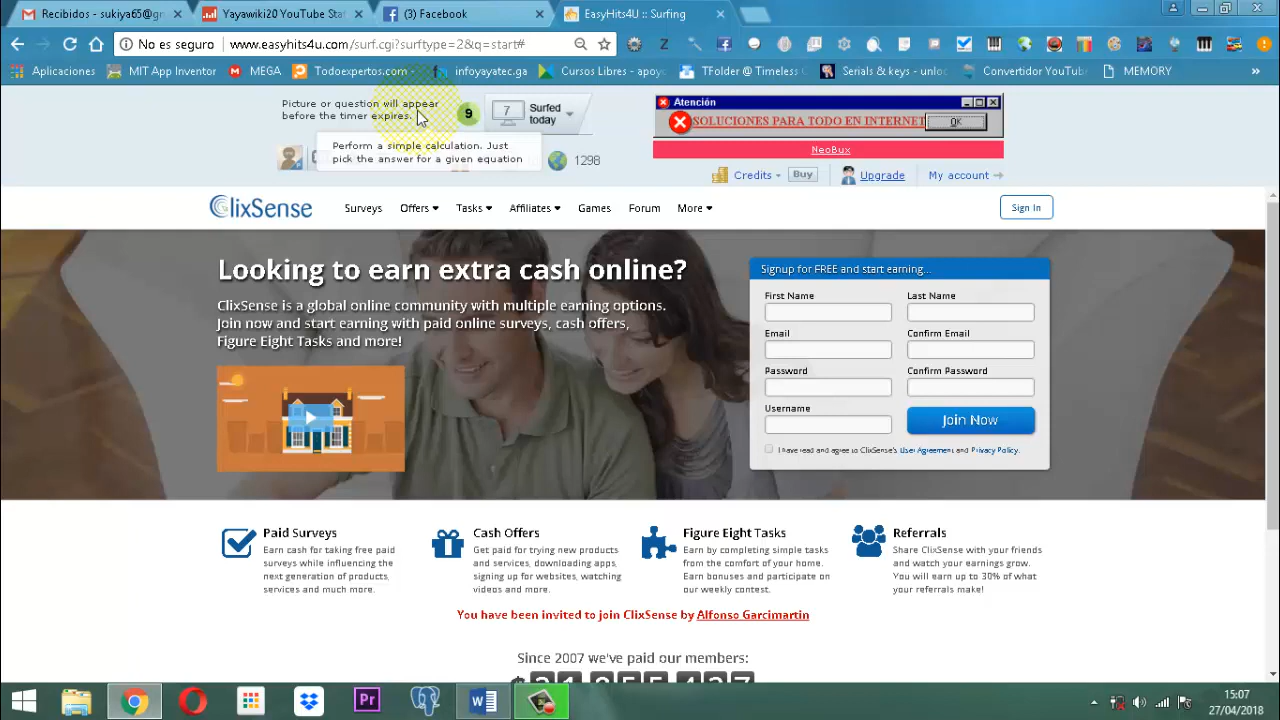 Recibidos - sukiya65@gm
Yayawiki20 YouTube Stat
(3) Facebook
EasyHits4U :: Surfing
No es seguro
www.easyhits4u.com/surf.cgi?surftype=2&q=start#
Aplicaciones
MIT App Inventor
MEGA
Todoexpertos.com -
infoyayatec.ga
Cursos Libres - apoyo
TFolder @ Timeless
Serials & keys - unloc
Convertidor YouTube
MEMORY
»
Picture or question will appear
before the timer expires.
9
7
Surfed
today
Perform a simple calculation. Just
pick the answer for a given equation
1298
Atención
SOLUCIONES PARA TODO EN INTERNET
OK
NeoBux
Credits
Buy
Upgrade
My account
ClixSense
Surveys
Offers
Tasks
Affiliates
Games
Forum
More
Sign In
Looking to earn extra cash online?
ClixSense is a global online community with multiple earning options.
Join now and start earning with paid online surveys, cash offers,
Figure Eight Tasks and more!
Signup for FREE and start earning...
First Name
Last Name
Email
Confirm Email
Password
Confirm Password
Username
Join Now
I have read and agree to ClixSense's User Agreement and Privacy Policy.
Paid Surveys
Earn cash for taking free paid
surveys while influencing the
next generation of products,
services and much more.
Cash Offers
Get paid for trying new products
and services, downloading apps,
signing up for websites, watching
videos and more.
Figure Eight Tasks
Earn by completing simple tasks
from the comfort of your home.
Earn bonuses and participate on
our weekly contest.
Referrals
Share ClixSense with your friends
and watch your earnings grow.
You will earn up to 30% of what
your referrals make!
You have been invited to join ClixSense by Alfonso Garcimartin
Since 2007 we've paid our members:
15:07
27/04/2018